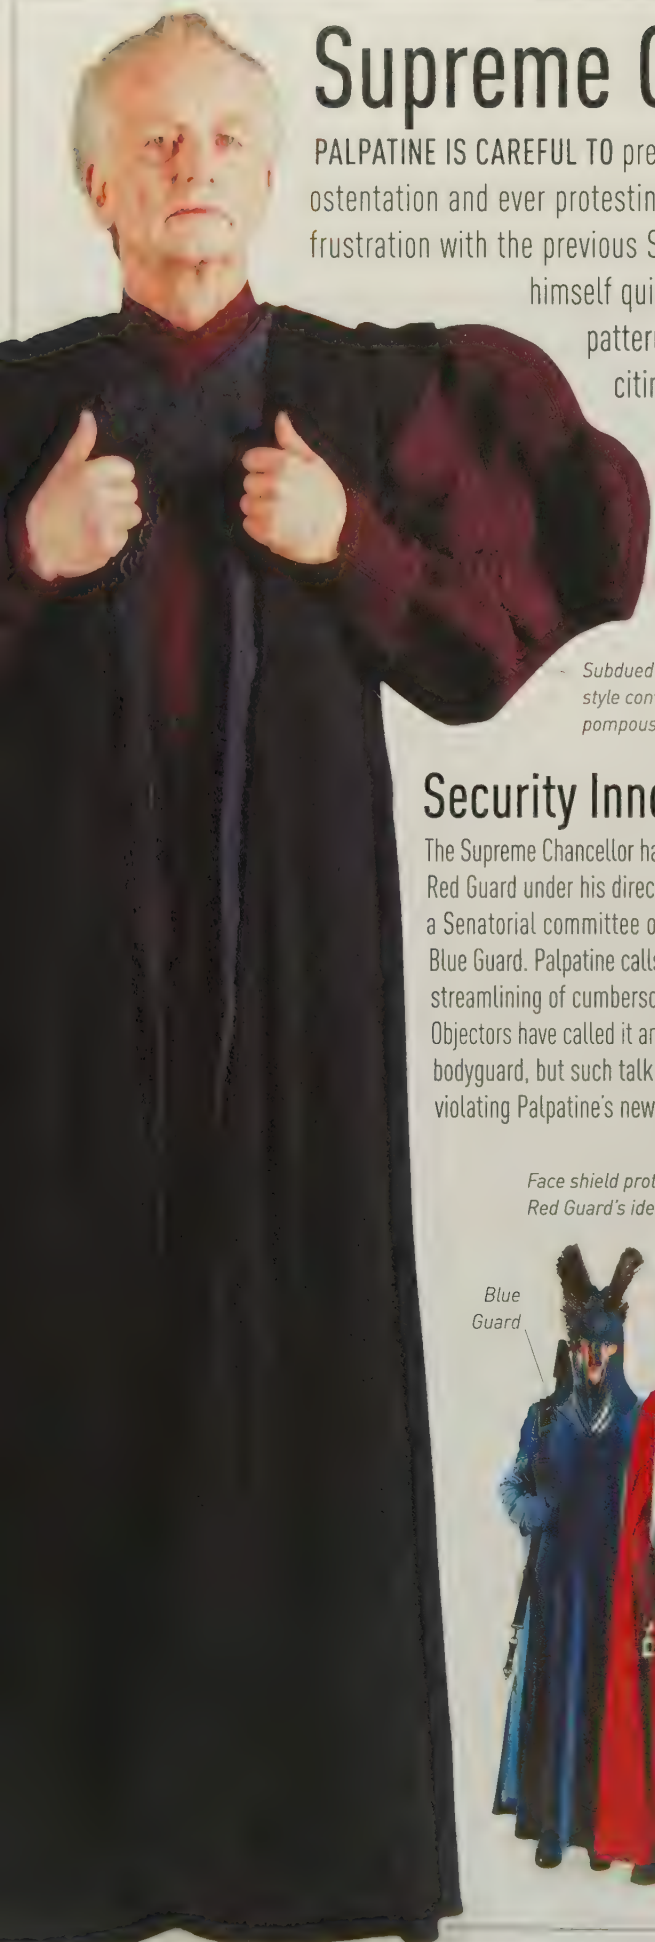 Supreme
PALPATINE IS CAREFUL TO pre
ostentation and ever protestin
frustration with the previous S
himself qui
patter
citin
Subdued
style con
pompous
Security Inn
The Supreme Chancellor ha
Red Guard under his direc
a Senatorial committee o
Blue Guard. Palpatine calls
streamlining of cumberso
Objectors have called it an
bodyguard, but such talk
violating Palpatine's new
Face shield prot
Red Guard's ide
Blue
Guard